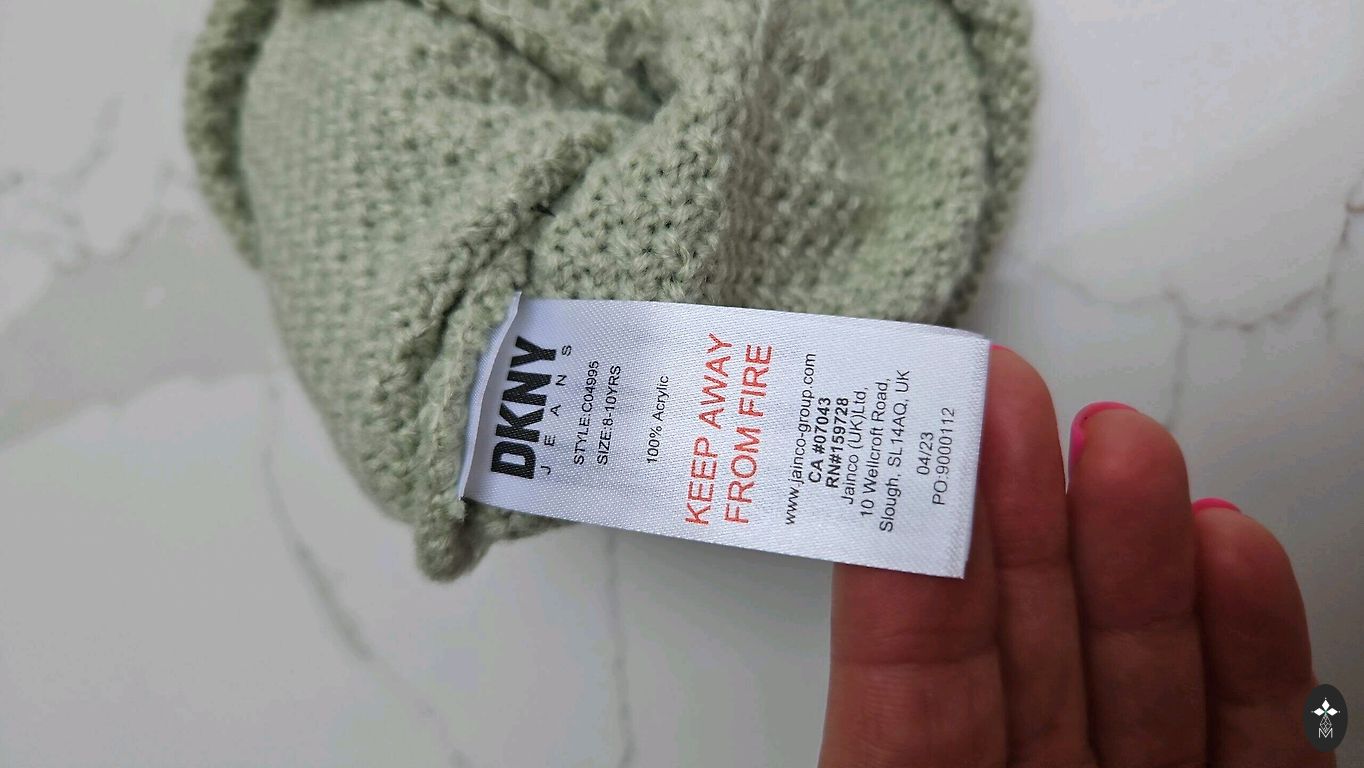 DKNY
JEANS
STYLE:C04995
SIZE:8-10YRS
100% Acrylic
KEEP AWAY
FROM FIRE
www.jainco-group.com
CA #07043
RN#159728
Jainco (UK)Ltd,
10 Wellcroft Road,
Slough, SL14AQ, UK
04/23
PO:9000112
M